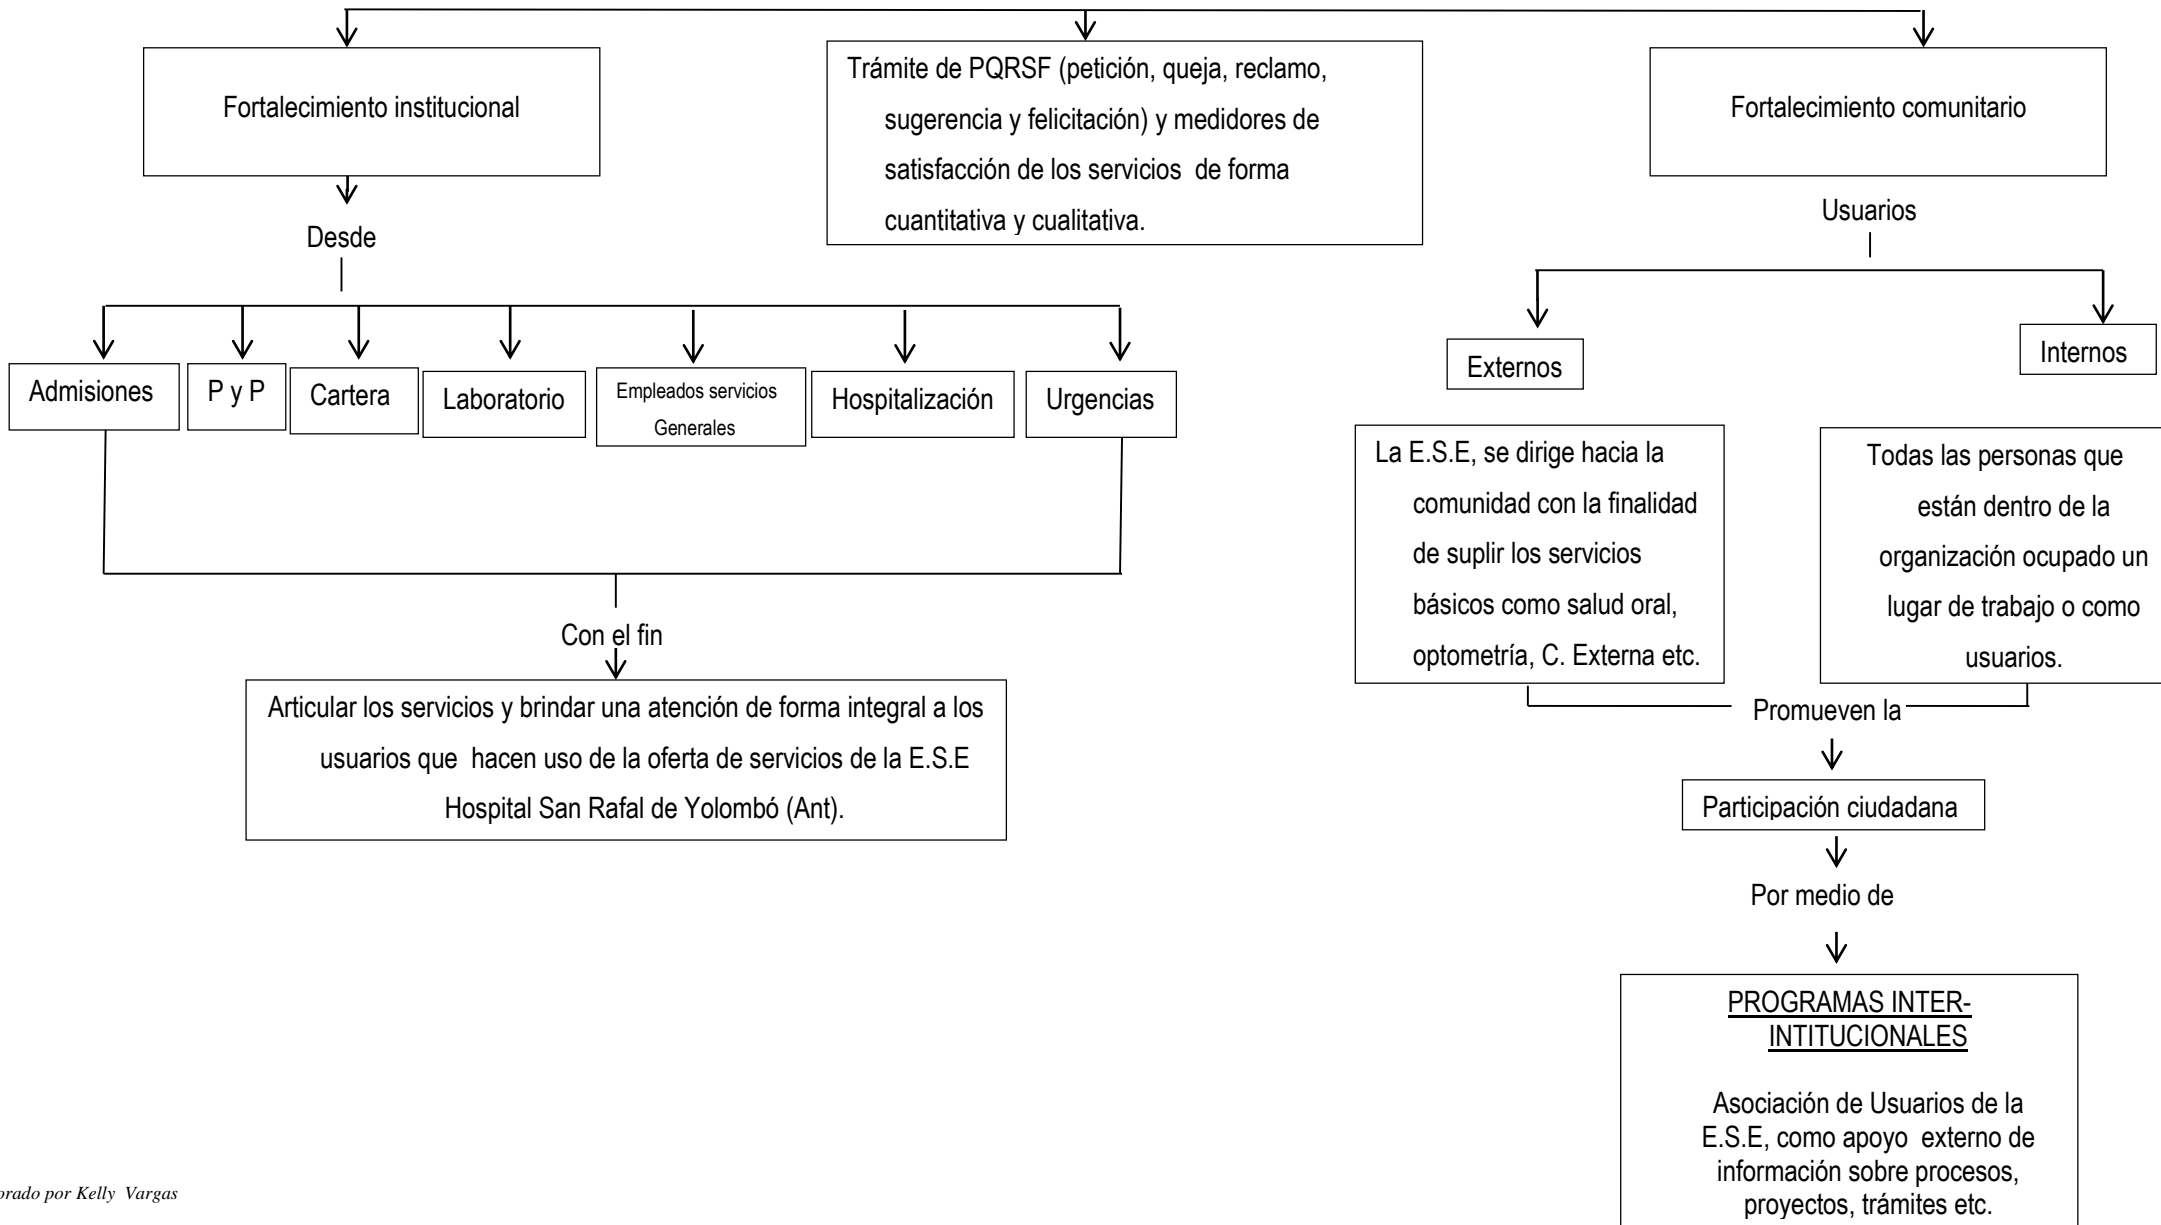 Fortalecimiento institucional
Trámite de PQRSF (petición, queja, reclamo,
sugerencia y felicitación) y medidores de
satisfacción de los servicios de forma
cuantitativa y cualitativa.
Fortalecimiento comunitario
Desde
Usuarios
Admisiones
P y P
Cartera
Laboratorio
Empleados servicios
Generales
Hospitalización
Urgencias
Externos
Internos
La E.S.E, se dirige hacia la
comunidad con la finalidad
de suplir los servicios
básicos como salud oral,
optometría, C. Externa etc.
Todas las personas que
están dentro de la
organización ocupado un
lugar de trabajo o como
usuarios.
Con el fin
Articular los servicios y brindar una atención de forma integral a los
usuarios que hacen uso de la oferta de servicios de la E.S.E
Hospital San Rafal de Yolombó (Ant).
Promueven la
Participación ciudadana
Por medio de
PROGRAMAS INTER-
INTITUCIONALES
Asociación de Usuarios de la
E.S.E, como apoyo externo de
información sobre procesos,
proyectos, trámites etc.
orado por Kelly Vargas